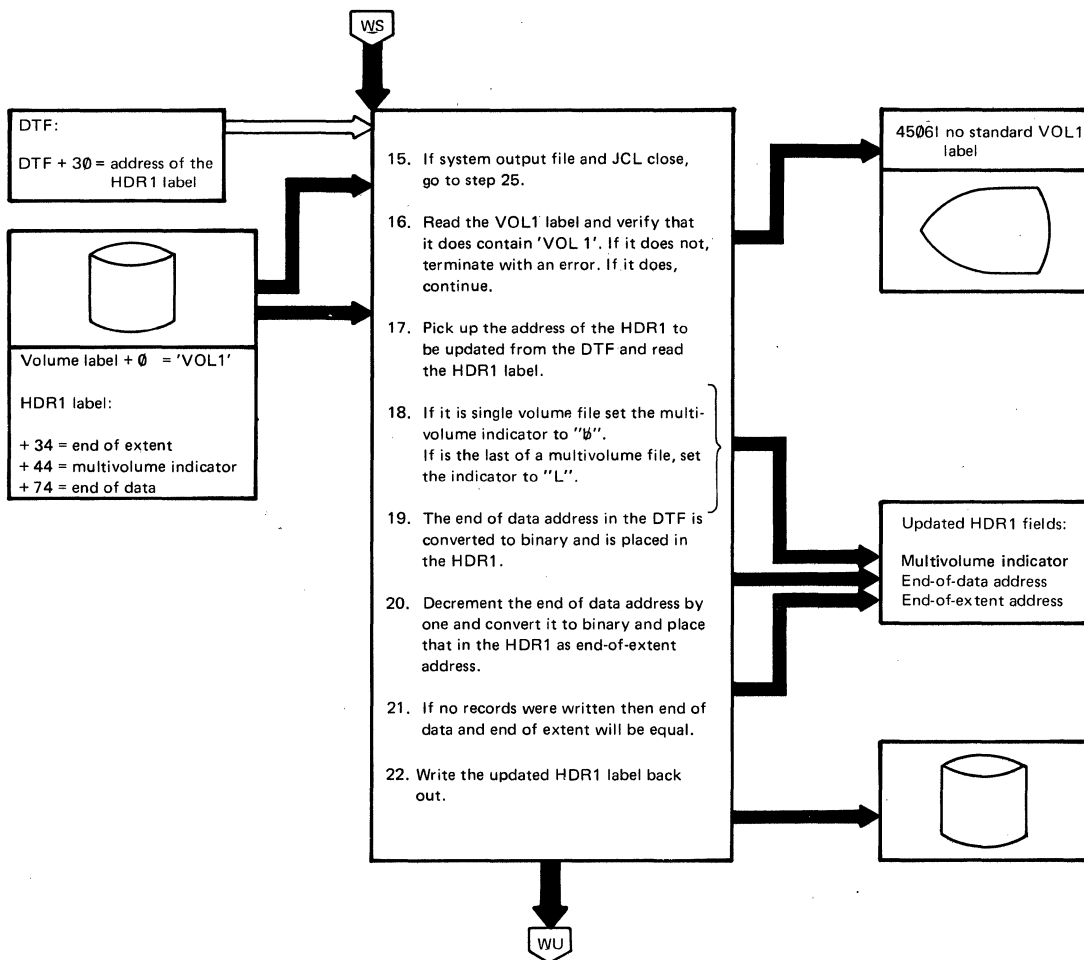 WS
DTF:
DTF + 3Ø = address of the
HDR1 label
Volume label + Ø = 'VOL1'
HDR1 label:
+ 34 = end of extent
+ 44 = multivolume indicator
+ 74 = end of data
15. If system output file and JCL close,
go to step 25.
16. Read the VOL1 label and verify that
it does contain 'VOL 1'. If it does not,
terminate with an error. If it does,
continue.
17. Pick up the address of the HDR1 to
be updated from the DTF and read
the HDR1 label.
18. If it is single volume file set the multi-
volume indicator to "b̸".
If is the last of a multivolume file, set
the indicator to "L".
19. The end of data address in the DTF is
converted to binary and is placed in
the HDR1.
20. Decrement the end of data address by
one and convert it to binary and place
that in the HDR1 as end-of-extent
address.
21. If no records were written then end of
data and end of extent will be equal.
22. Write the updated HDR1 label back
out.
45Ø6I no standard VOL1
label
Updated HDR1 fields:
Multivolume indicator
End-of-data address
End-of-extent address
WU